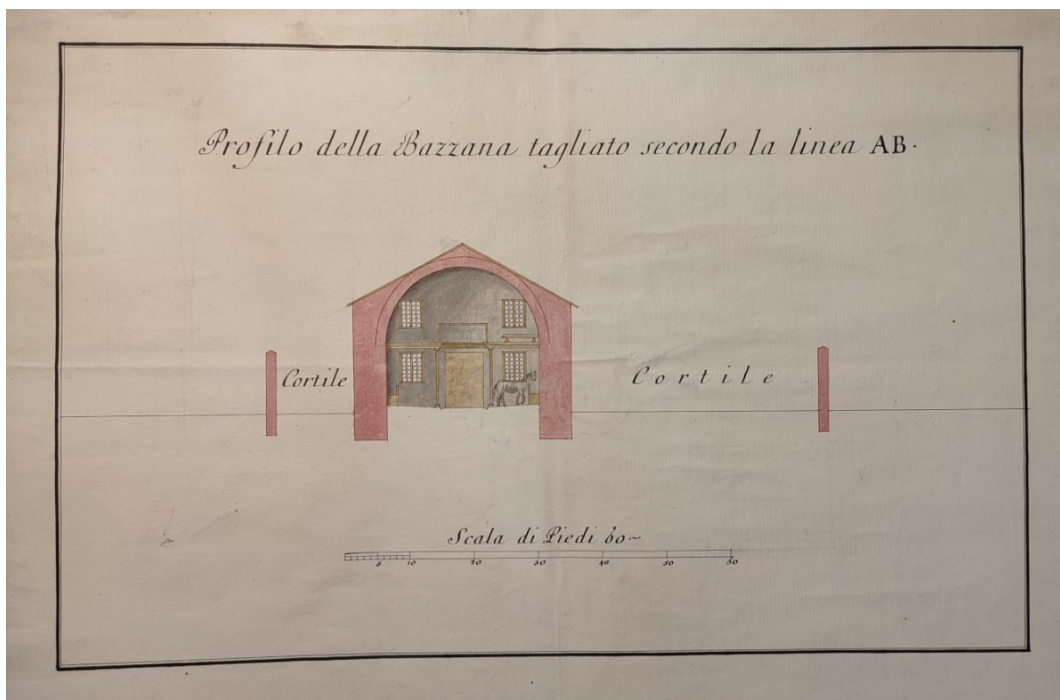 Profilo della Bazzana tagliato secondo la linea AB.
Cortile
Cortile
Scala di Piedi 60
5 10 20 30 40 50 60